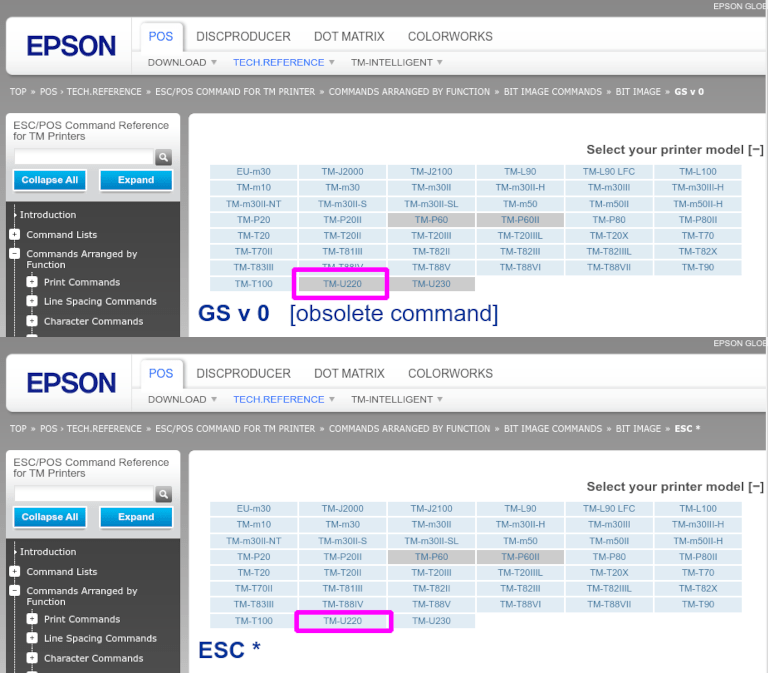 EPSON GLOB
EPSON
POS DISCPRODUCER DOT MATRIX COLORWORKS
DOWNLOAD TECH.REFERENCE TM-INTELLIGENT
TOP » POS › TECH.REFERENCE » ESC/POS COMMAND FOR TM PRINTER » COMMANDS ARRANGED BY FUNCTION » BIT IMAGE COMMANDS » BIT IMAGE » GS v 0
ESC/POS Command Reference
for TM Printers
Collapse All Expand
Introduction
Command Lists
Commands Arranged by
Function
Print Commands
Line Spacing Commands
Character Commands
Select your printer model [−]
EU-m30 TM-J2000 TM-J2100 TM-L90 TM-L90 LFC TM-L100
TM-m10 TM-m30 TM-m30II TM-m30II-H TM-m30III TM-m30III-H
TM-m30II-NT TM-m30II-S TM-m30II-SL TM-m50 TM-m50II TM-m50II-H
TM-P20 TM-P20II TM-P60 TM-P60II TM-P80 TM-P80II
TM-T20 TM-T20II TM-T20III TM-T20IIIL TM-T20X TM-T70
TM-T70II TM-T81III TM-T82II TM-T82III TM-T82IIIL TM-T82X
TM-T83III TM-T88IV TM-T88V TM-T88VI TM-T88VII TM-T90
TM-T100 TM-U220 TM-U230
GS v 0 [obsolete command]
EPSON GLOB
EPSON
POS DISCPRODUCER DOT MATRIX COLORWORKS
DOWNLOAD TECH.REFERENCE TM-INTELLIGENT
TOP » POS › TECH.REFERENCE » ESC/POS COMMAND FOR TM PRINTER » COMMANDS ARRANGED BY FUNCTION » BIT IMAGE COMMANDS » BIT IMAGE » ESC *
ESC/POS Command Reference
for TM Printers
Collapse All Expand
Introduction
Command Lists
Commands Arranged by
Function
Print Commands
Line Spacing Commands
Character Commands
Select your printer model [−]
EU-m30 TM-J2000 TM-J2100 TM-L90 TM-L90 LFC TM-L100
TM-m10 TM-m30 TM-m30II TM-m30II-H TM-m30III TM-m30III-H
TM-m30II-NT TM-m30II-S TM-m30II-SL TM-m50 TM-m50II TM-m50II-H
TM-P20 TM-P20II TM-P60 TM-P60II TM-P80 TM-P80II
TM-T20 TM-T20II TM-T20III TM-T20IIIL TM-T20X TM-T70
TM-T70II TM-T81III TM-T82II TM-T82III TM-T82IIIL TM-T82X
TM-T83III TM-T88IV TM-T88V TM-T88VI TM-T88VII TM-T90
TM-T100 TM-U220 TM-U230
ESC *